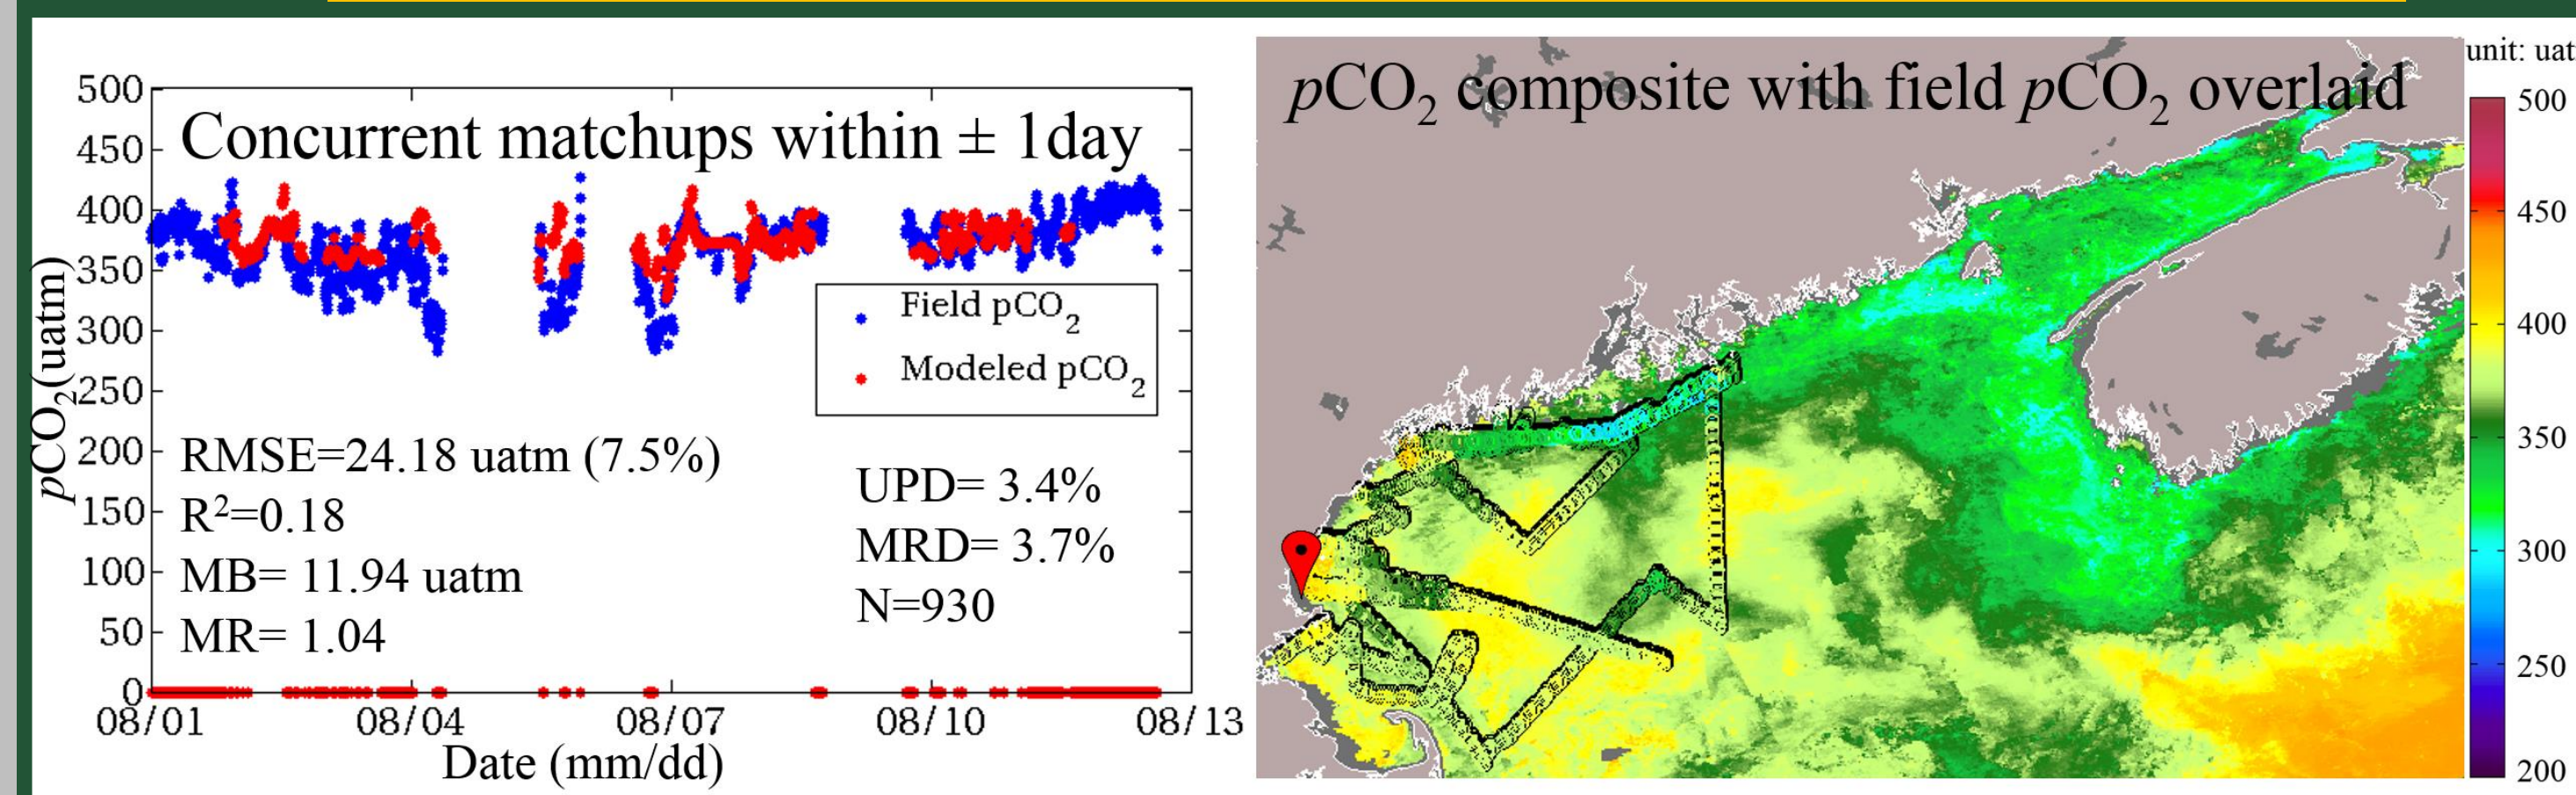 Concurrent matchups within ± 1day
500
450
400
350
300
250
200
150
100
50
0
pCO2(uatm)
Field pCO2
Modeled pCO2
RMSE=24.18 uatm (7.5%)
R²=0.18
MB= 11.94 uatm
MR= 1.04
UPD= 3.4%
MRD= 3.7%
N=930
08/01 08/04 08/07 08/10 08/13
Date (mm/dd)
pCO2 composite with field pCO2 overlaid
unit: uat
500
450
400
350
300
250
200